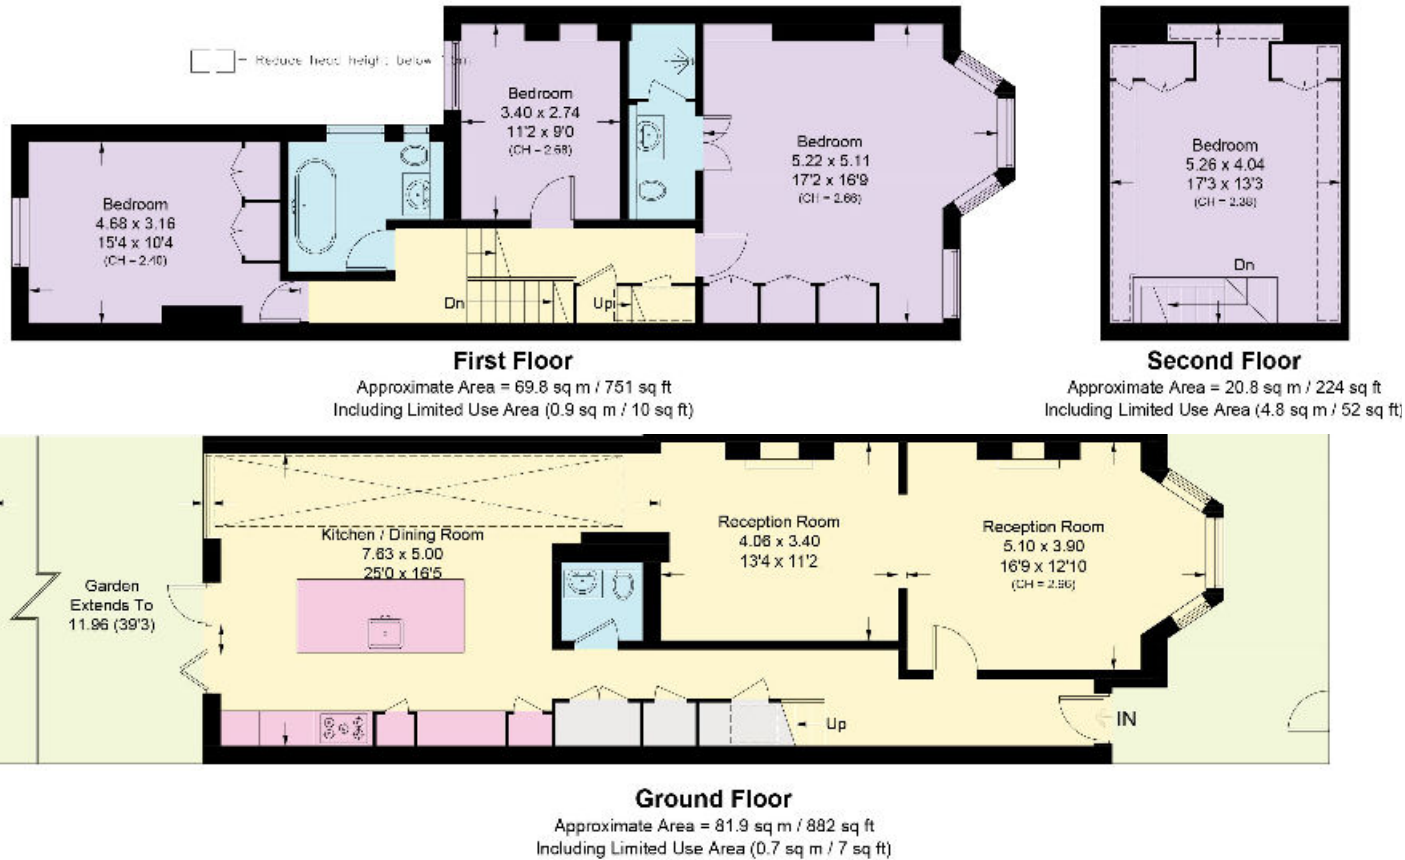 Reduce head height below
Bedroom
3.40 x 2.74
11'2 x 9'0
(CH = 2.68)
Bedroom
5.22 x 5.11
17'2 x 16'9
(CH = 2.66)
Bedroom
5.26 x 4.04
17'3 x 13'3
(CH = 2.38)
Bedroom
4.68 x 3.16
15'4 x 10'4
(CH = 2.40)
Dn
Up
Dn
First Floor
Approximate Area = 69.8 sq m / 751 sq ft
Including Limited Use Area (0.9 sq m / 10 sq ft)
Second Floor
Approximate Area = 20.8 sq m / 224 sq ft
Including Limited Use Area (4.8 sq m / 52 sq ft)
Kitchen / Dining Room
7.63 x 5.00
25'0 x 16'5
Reception Room
4.06 x 3.40
13'4 x 11'2
Reception Room
5.10 x 3.90
16'9 x 12'10
(CH = 2.96)
Garden
Extends To
11.96 (39'3)
Up
IN
Ground Floor
Approximate Area = 81.9 sq m / 882 sq ft
Including Limited Use Area (0.7 sq m / 7 sq ft)